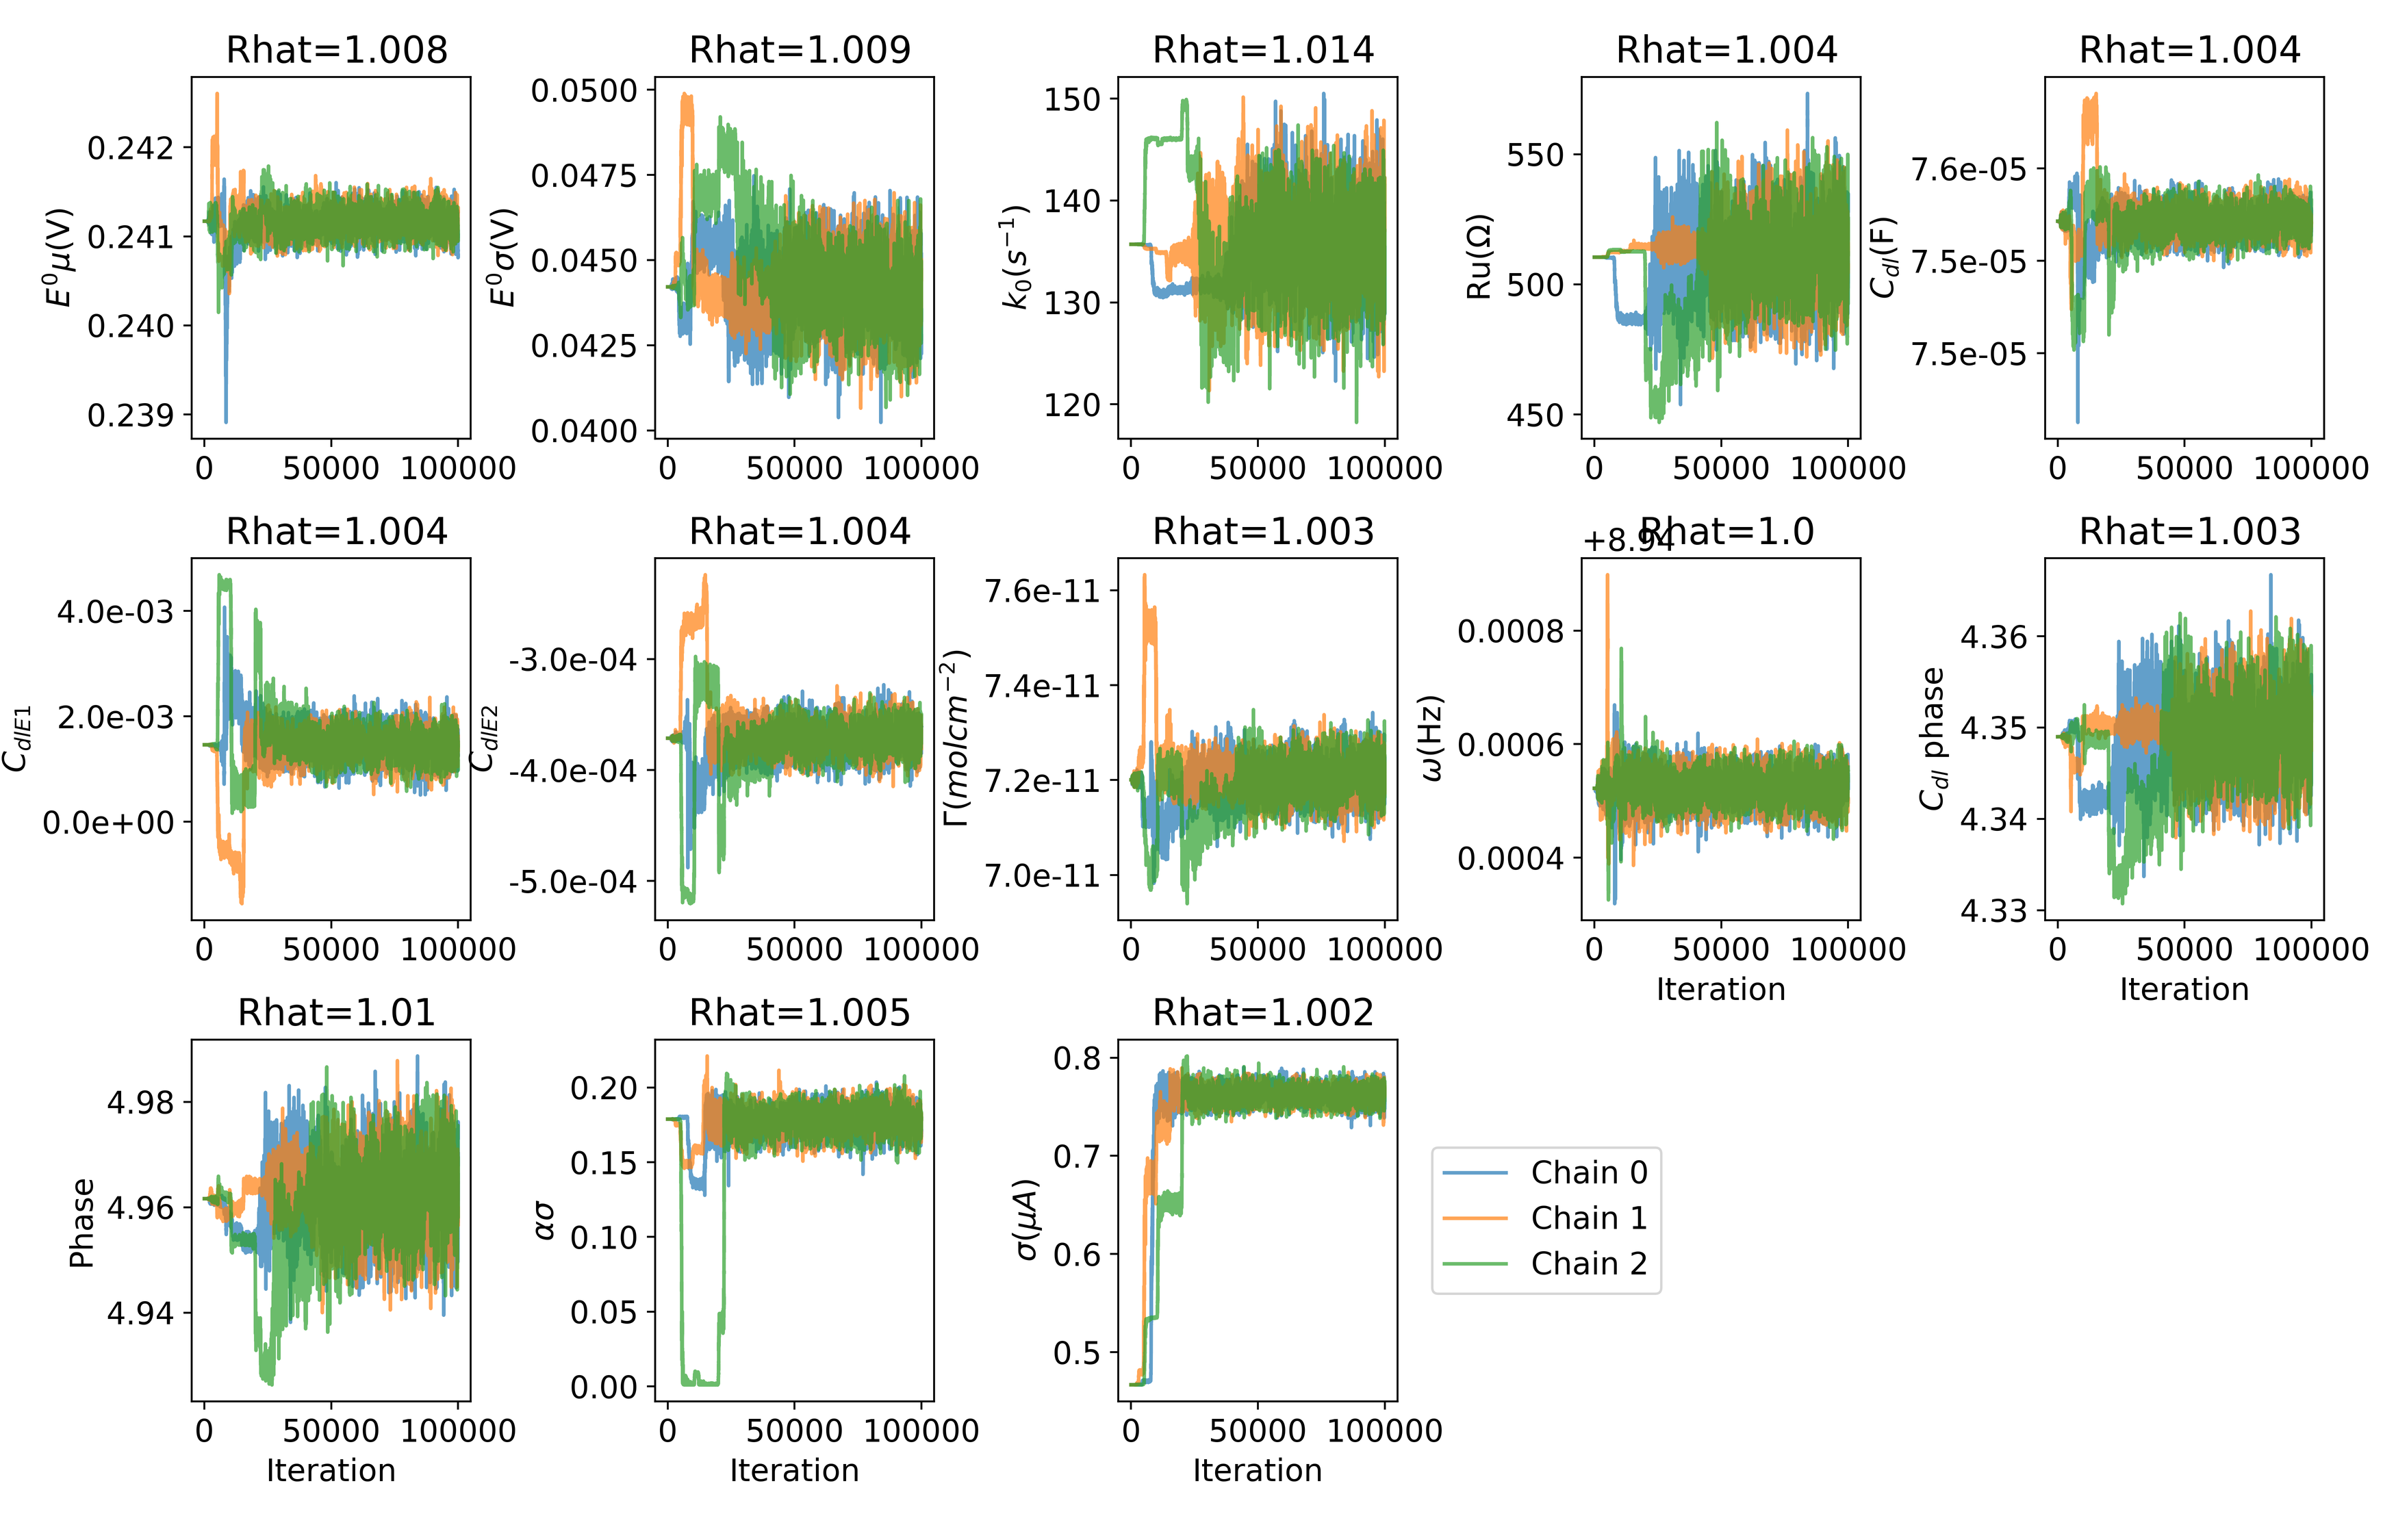 Rhat=1.008
E⁰μ(V)
0.242
0.241
0.240
0.239
0 50000 100000
Rhat=1.009
E⁰σ(V)
0.0500
0.0475
0.0450
0.0425
0.0400
0 50000 100000
Rhat=1.014
k₀(s⁻¹)
150
140
130
120
0 50000 100000
Rhat=1.004
Ru(Ω)
550
500
450
0 50000 100000
Rhat=1.004
C_dl(F)
7.6e-05
7.5e-05
7.5e-05
0 50000 100000
Rhat=1.004
C_dlE1
4.0e-03
2.0e-03
0.0e+00
0 50000 100000
Rhat=1.004
C_dlE2
-3.0e-04
-4.0e-04
-5.0e-04
0 50000 100000
Rhat=1.003
Γ(molcm⁻²)
7.6e-11
7.4e-11
7.2e-11
7.0e-11
0 50000 100000
Rhat=1.0
+8.94
ω(Hz)
0.0008
0.0006
0.0004
0 50000 100000
Iteration
Rhat=1.003
C_dl phase
4.36
4.35
4.34
4.33
0 50000 100000
Iteration
Rhat=1.01
Phase
4.98
4.96
4.94
0 50000 100000
Iteration
Rhat=1.005
ασ
0.20
0.15
0.10
0.05
0.00
0 50000 100000
Iteration
Rhat=1.002
σ(μA)
0.8
0.7
0.6
0.5
0 50000 100000
Iteration
Chain 0
Chain 1
Chain 2